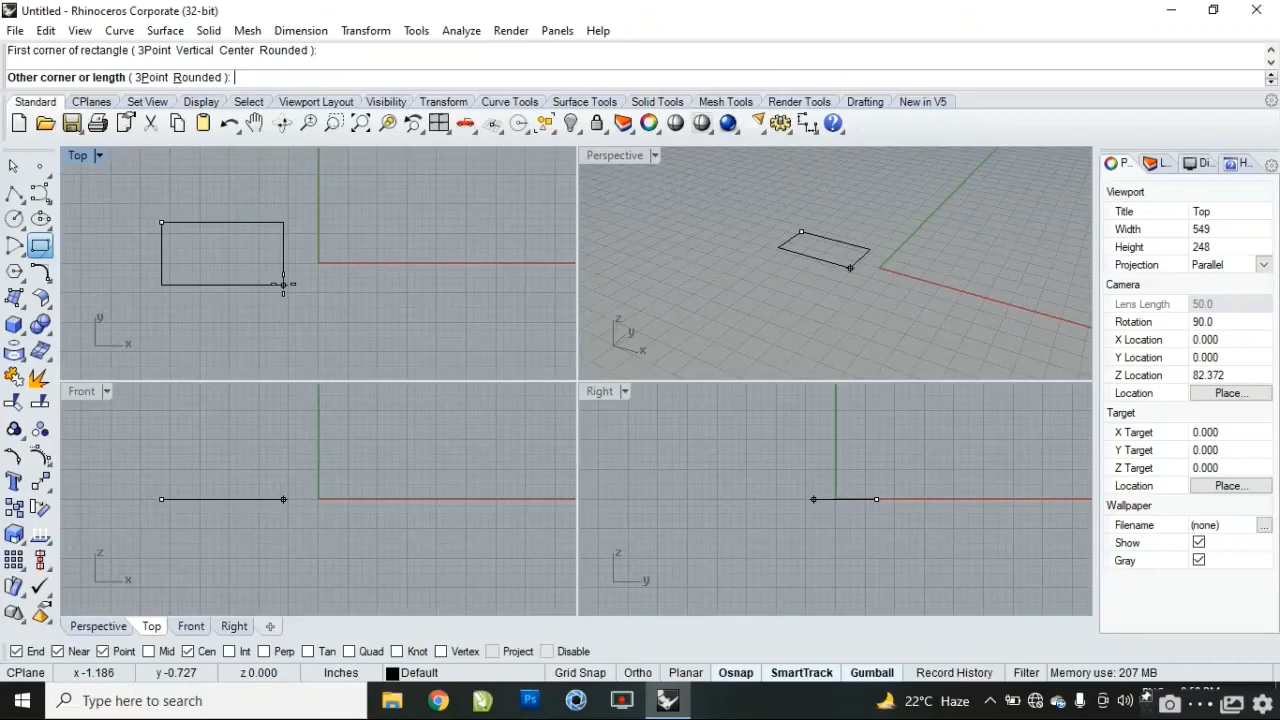 Untitled - Rhinoceros Corporate (32-bit)
File Edit View Curve Surface Solid Mesh Dimension Transform Tools Analyze Render Panels Help
First corner of rectangle ( 3Point Vertical Center Rounded ):
Other corner or length ( 3Point Rounded ):
Standard CPlanes Set View Display Select Viewport Layout Visibility Transform Curve Tools Surface Tools Solid Tools Mesh Tools Render Tools Drafting New in V5
Top
Perspective
P... L... Di... H...
Viewport
Title Top
Width 549
Height 248
Projection Parallel
Camera
Lens Length 50.0
Rotation 90.0
X Location 0.000
Y Location 0.000
Z Location 82.372
Location Place...
Target
X Target 0.000
Y Target 0.000
Z Target 0.000
Location Place...
Wallpaper
Filename (none) ...
Show
Gray
y
x
z
y
x
Front
Right
z
x
z
y
Perspective Top Front Right
End Near Point Mid Cen Int Perp Tan Quad Knot Vertex Project Disable
CPlane x -1.186 y -0.727 z 0.000 Inches Default Grid Snap Ortho Planar Osnap SmartTrack Gumball Record History Filter Memory use: 207 MB
Type here to search
Ps
22°C Haze